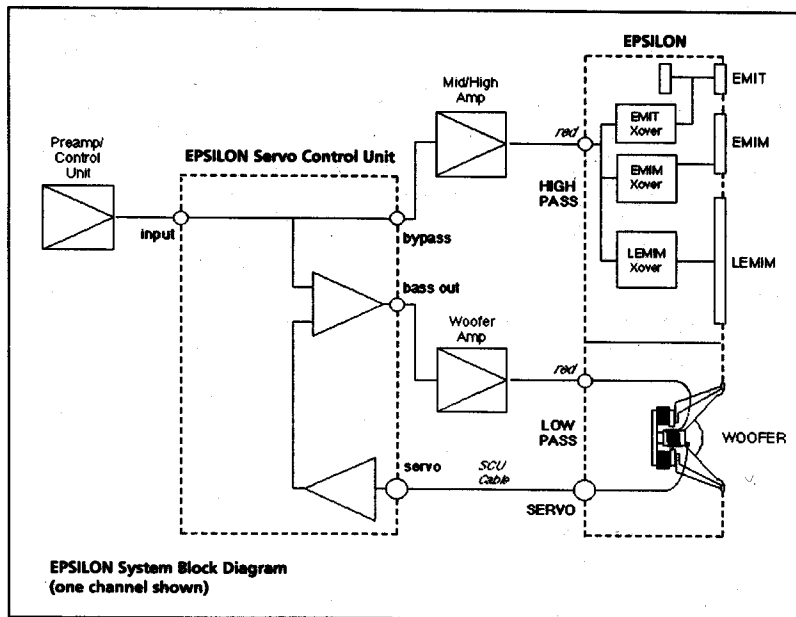 EPSILON
EMIT
Mid/High
Amp
EMIT
Xover
red
EMIM
Preamp/
Control
Unit
EPSILON Servo Control Unit
EMIM
Xover
HIGH
PASS
input
bypass
LEMIM
Xover
LEMIM
bass out
Woofer
Amp
red
LOW
PASS
WOOFER
servo
SCU
Cable
SERVO
EPSILON System Block Diagram
(one channel shown)